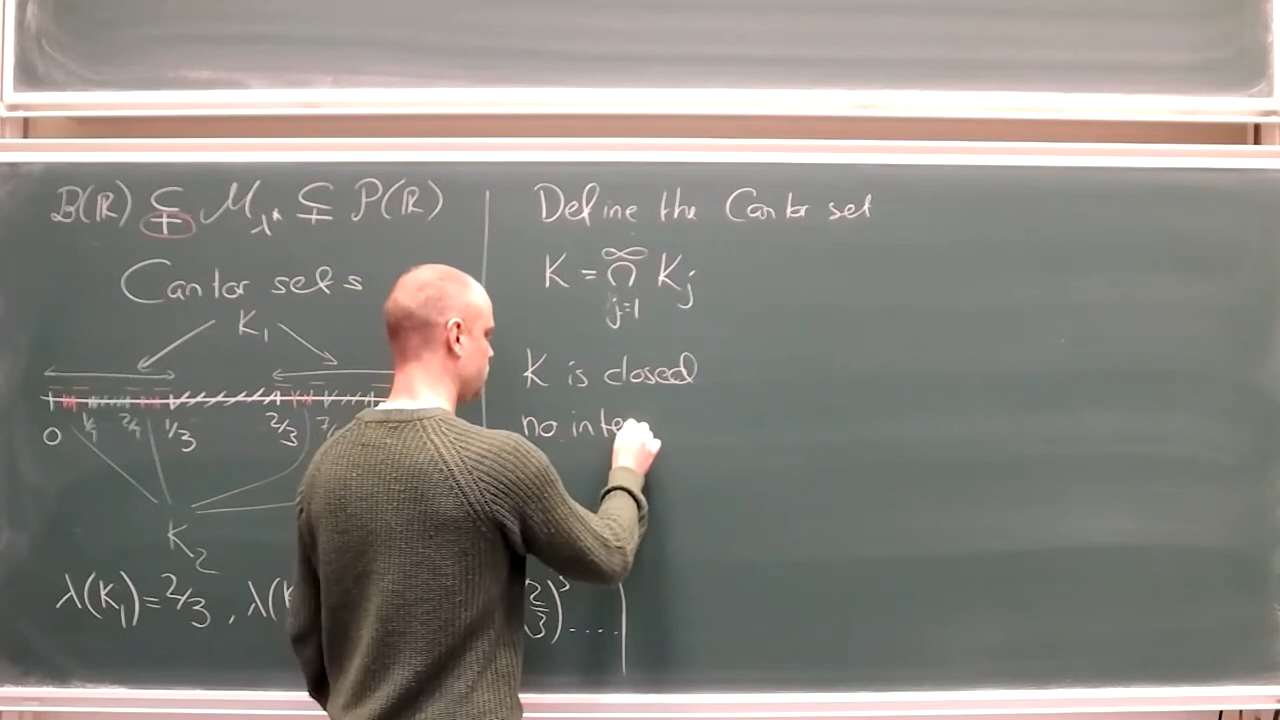 B(ℝ) ⊊ M_λ* ⊊ P(ℝ)
Cantor sets
K₁
0 1/9 2/9 1/3 2/3 7/
K₂
λ(K₁)=2/3, λ(K
(2/3)³ ....
Define the Cantor set
K = ∩_{j=1}^{∞} K_j
K is closed
no inte